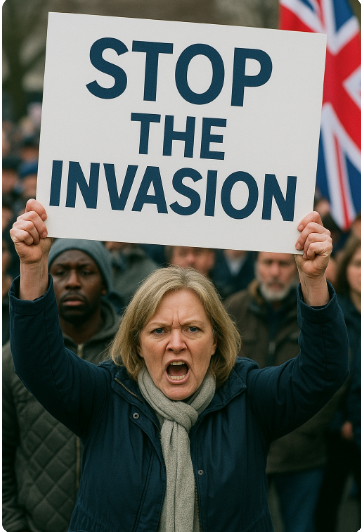 STOP
THE
INVASION